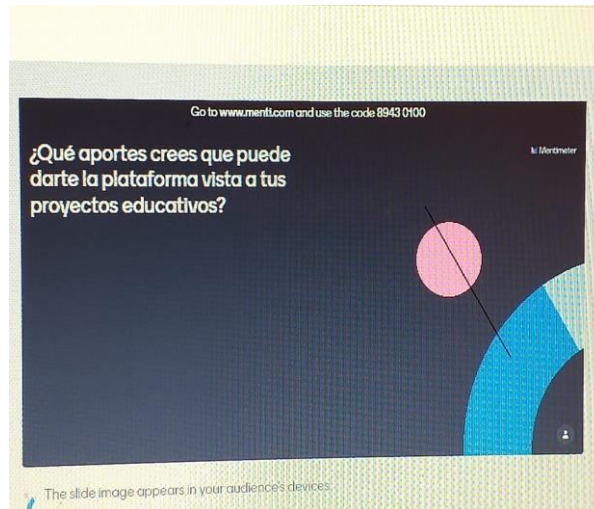 Go to www.menti.com and use the code 8943 0100
¿Qué aportes crees que puede
darte la plataforma vista a tus
proyectos educativos?
Mentimeter
The slide image appears in your audience's devices.